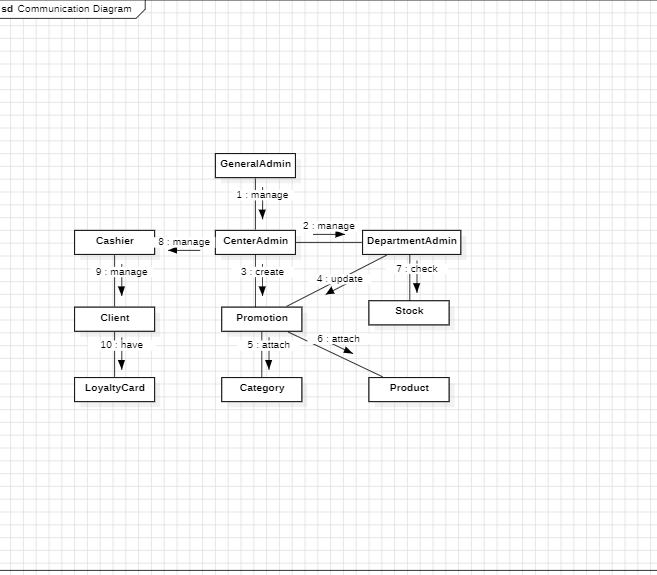 sd Communication Diagram
GeneralAdmin
1 : manage
2 : manage
Cashier
8 : manage
CenterAdmin
DepartmentAdmin
9 : manage
3 : create
4 : update
7 : check
Client
Promotion
Stock
10 : have
5 : attach
6 : attach
LoyaltyCard
Category
Product